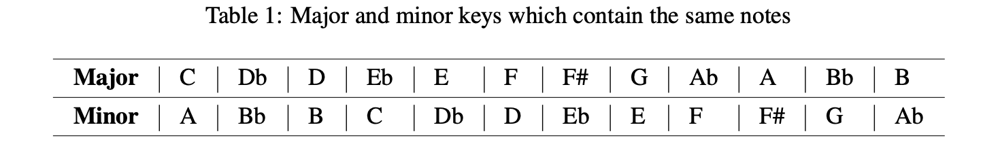 Table 1: Major and minor keys which contain the same notes
Major | C | Db | D | Eb | E | F | F# | G | Ab | A | Bb | B
Minor | A | Bb | B | C | Db | D | Eb | E | F | F# | G | Ab